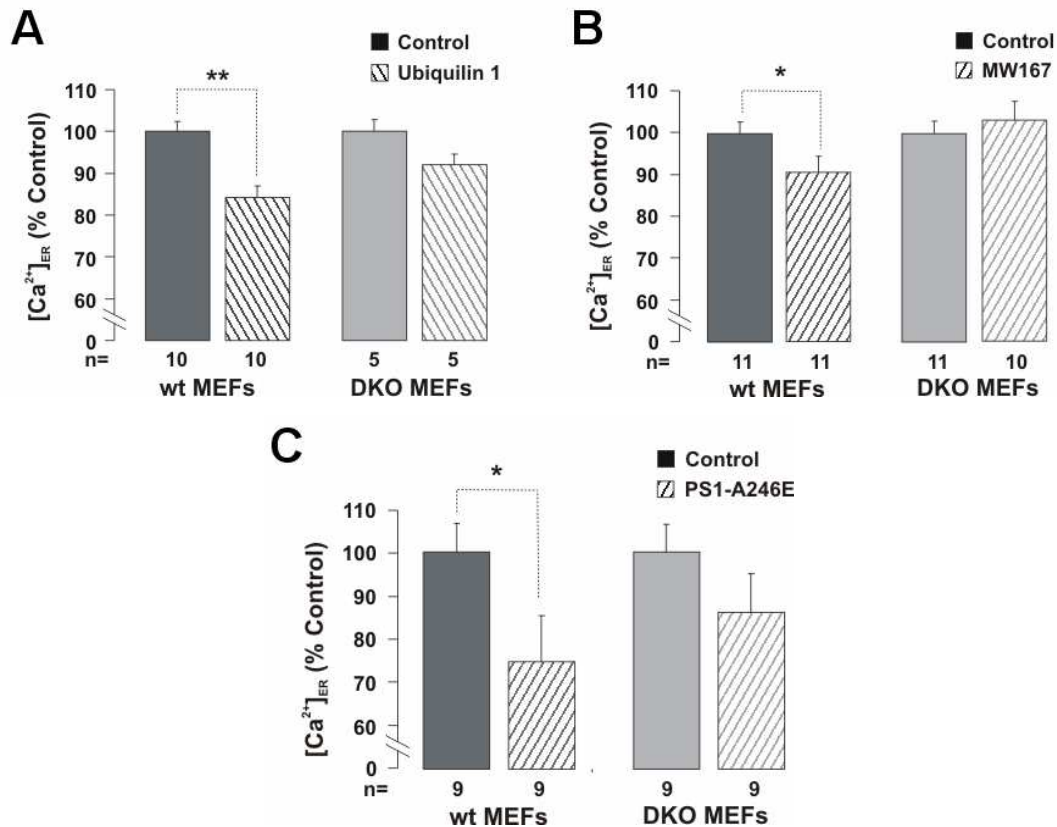 A
Control
Ubiquilin 1
**
110
100
90
80
70
60
0
[Ca²⁺]ER (% Control)
n=
10
10
5
5
wt MEFs
DKO MEFs
B
Control
MW167
*
110
100
90
80
70
60
0
[Ca²⁺]ER (% Control)
n=
11
11
11
10
wt MEFs
DKO MEFs
C
Control
PS1-A246E
*
110
100
90
80
70
60
0
[Ca²⁺]ER (% Control)
n=
9
9
9
9
wt MEFs
DKO MEFs